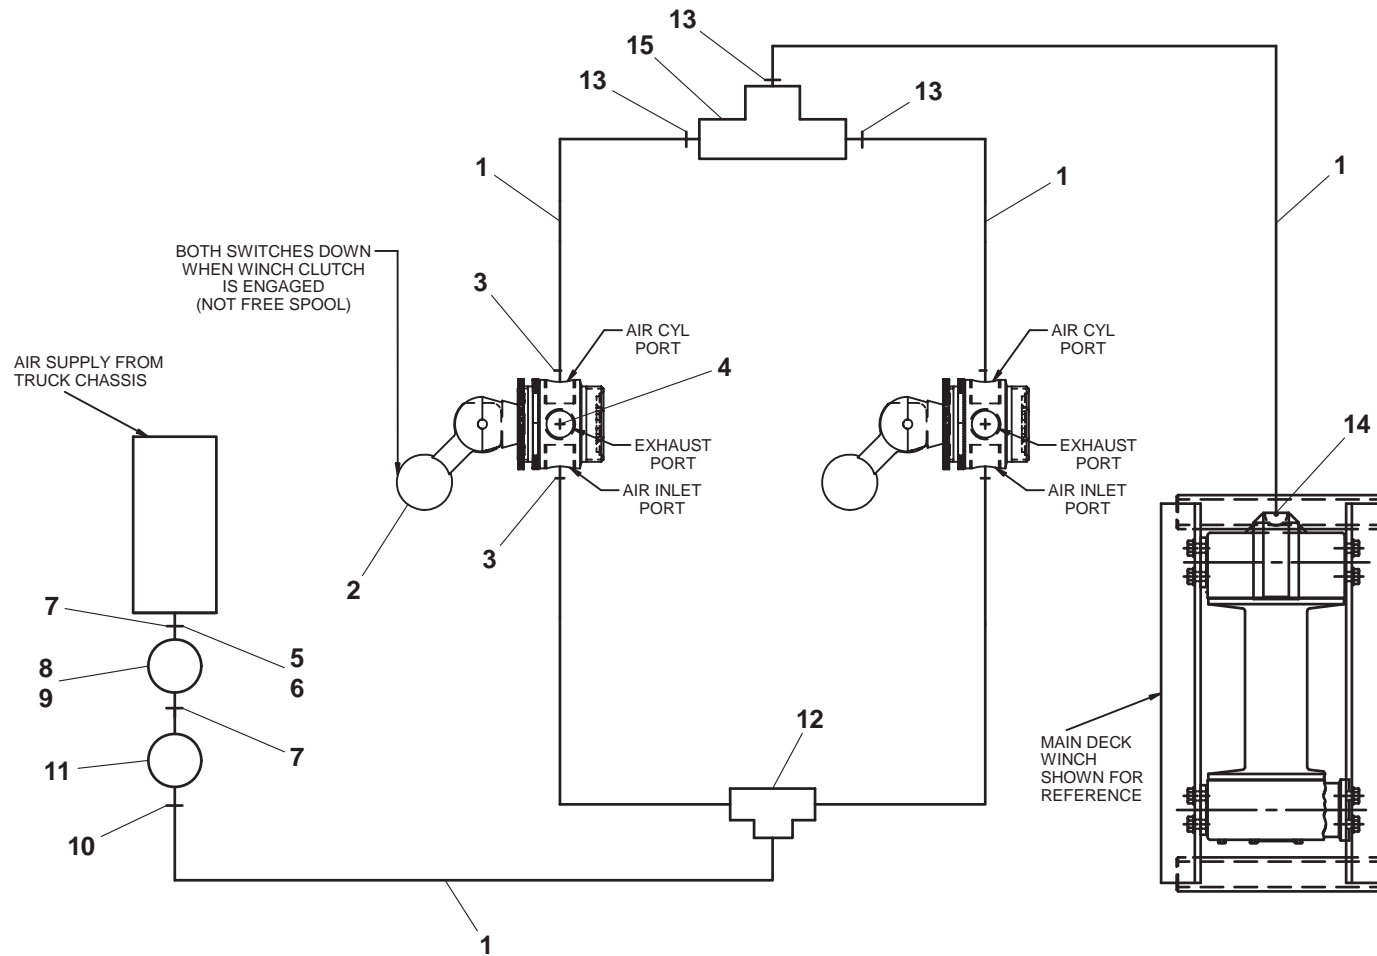 13
15
13
13
1
1
1
BOTH SWITCHES DOWN
WHEN WINCH CLUTCH
IS ENGAGED
(NOT FREE SPOOL)
3
AIR CYL
PORT
AIR CYL
PORT
AIR SUPPLY FROM
TRUCK CHASSIS
4
14
EXHAUST
PORT
EXHAUST
PORT
AIR INLET
PORT
AIR INLET
PORT
3
2
7
5
6
8
9
12
7
11
MAIN DECK
WINCH
SHOWN FOR
REFERENCE
10
1